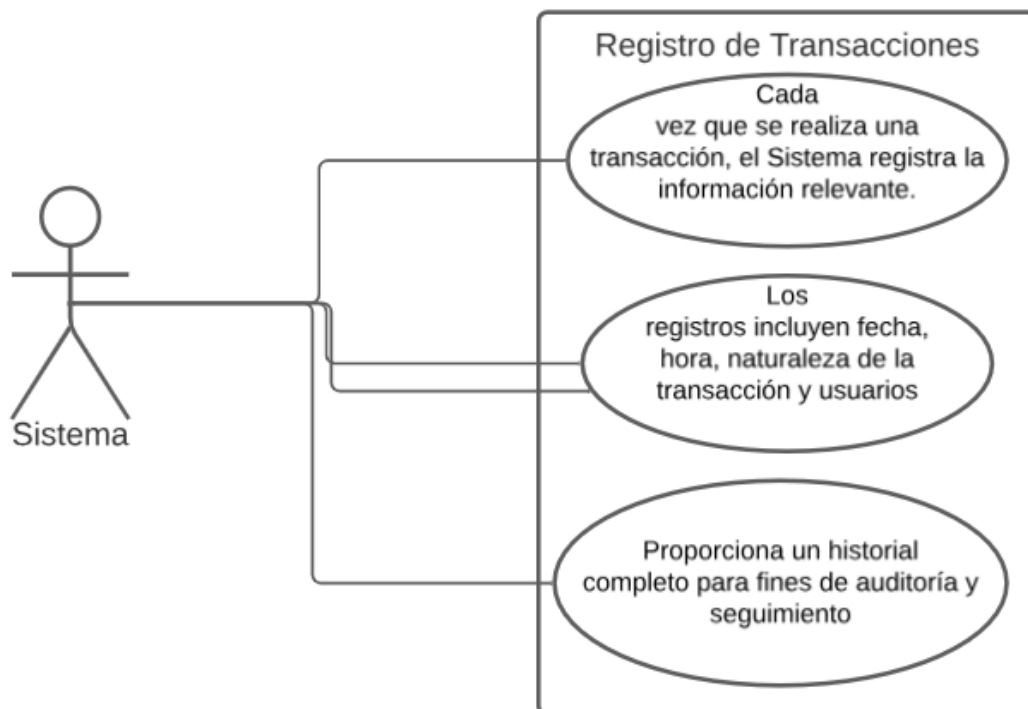 Registro de Transacciones
Cada
vez que se realiza una
transacción, el Sistema registra la
información relevante.
Los
registros incluyen fecha,
hora, naturaleza de la
transacción y usuarios
Sistema
Proporciona un historial
completo para fines de auditoría y
seguimiento